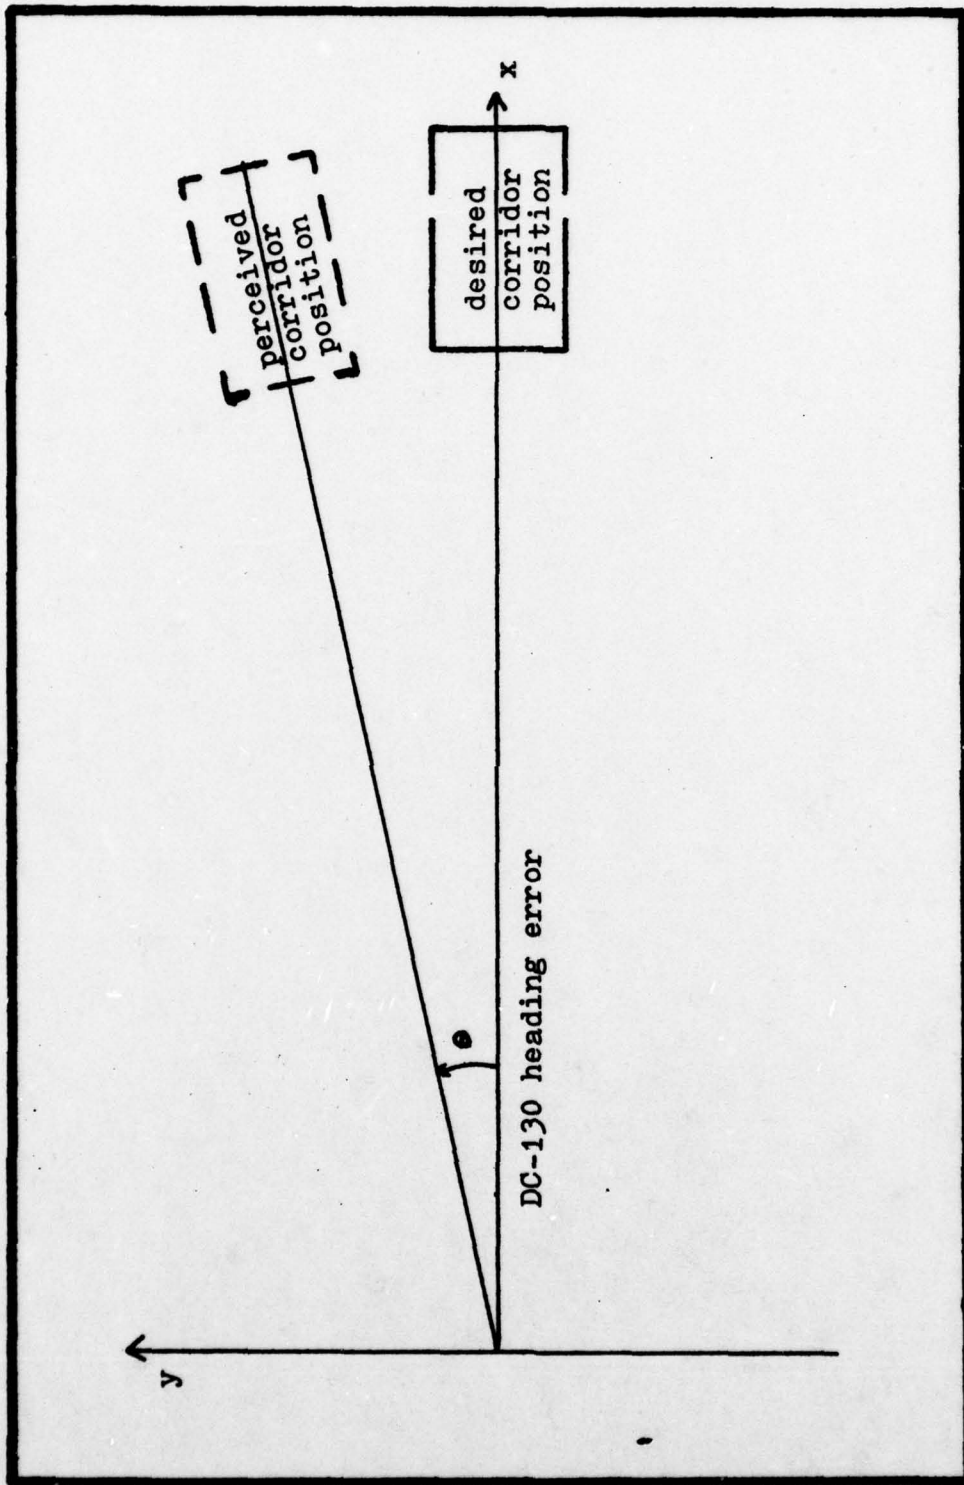 y
perceived
corridor
position
x
desired
corridor
position
θ
DC-130 heading error